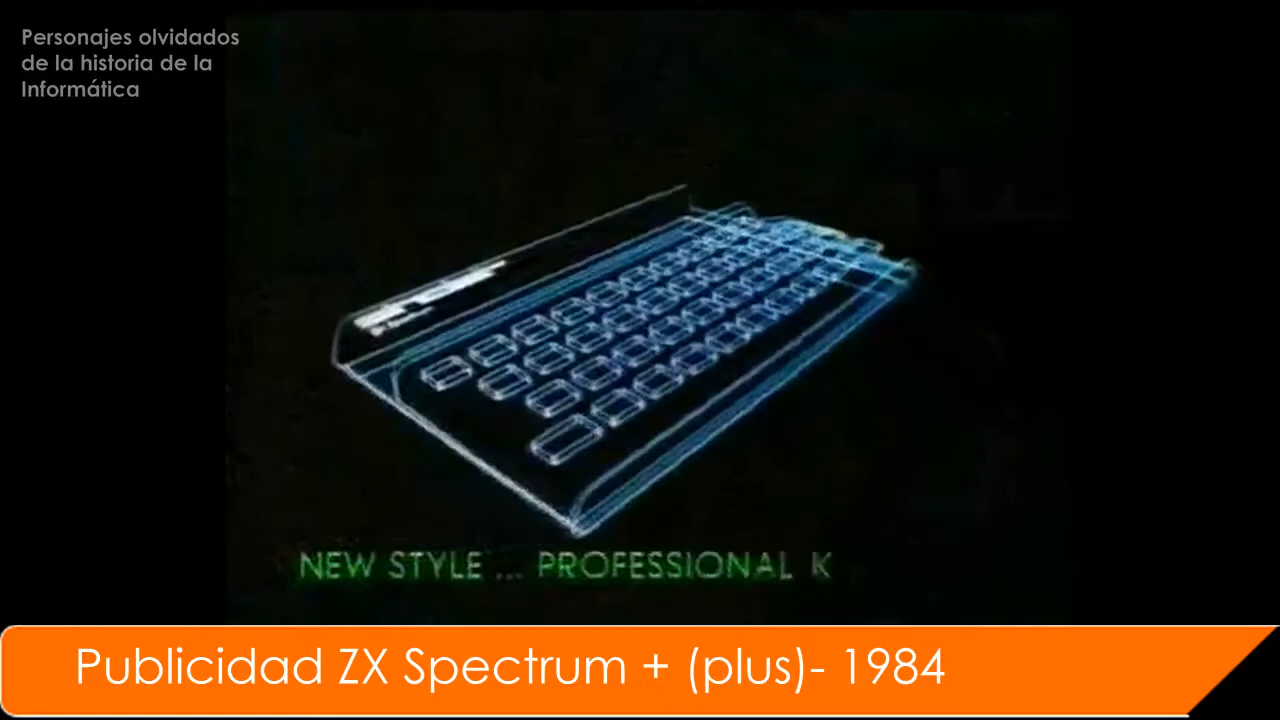 Personajes olvidados
de la historia de la
Informática
NEW STYLE ... PROFESSIONAL K
Publicidad ZX Spectrum + (plus)- 1984